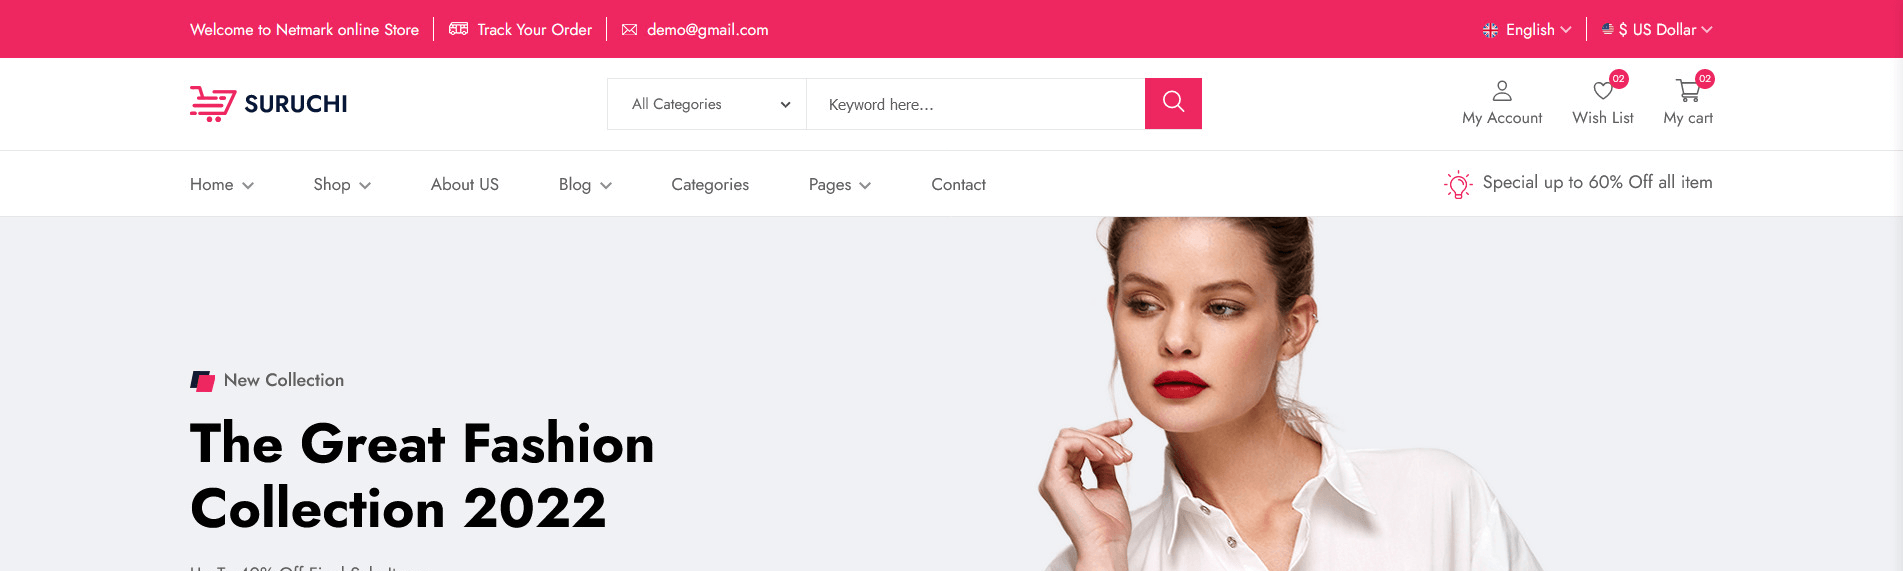 Welcome to Netmark online Store
Track Your Order
demo@gmail.com
English
$ US Dollar
SURUCHI
All Categories
Keyword here...
My Account
02
Wish List
02
My cart
Home
Shop
About US
Blog
Categories
Pages
Contact
Special up to 60% Off all item
New Collection
The Great Fashion
Collection 2022